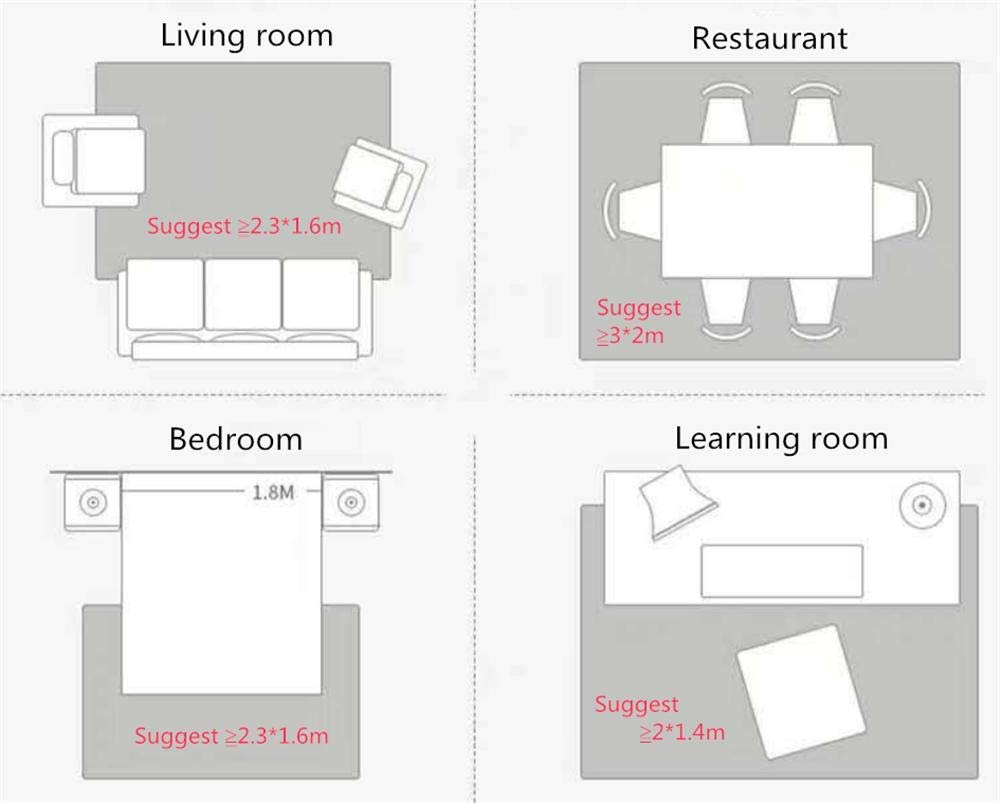 Living room
Suggest ≧2.3*1.6m
Restaurant
Suggest
≧3*2m
Bedroom
1.8M
Suggest ≧2.3*1.6m
Learning room
Suggest
≧2*1.4m